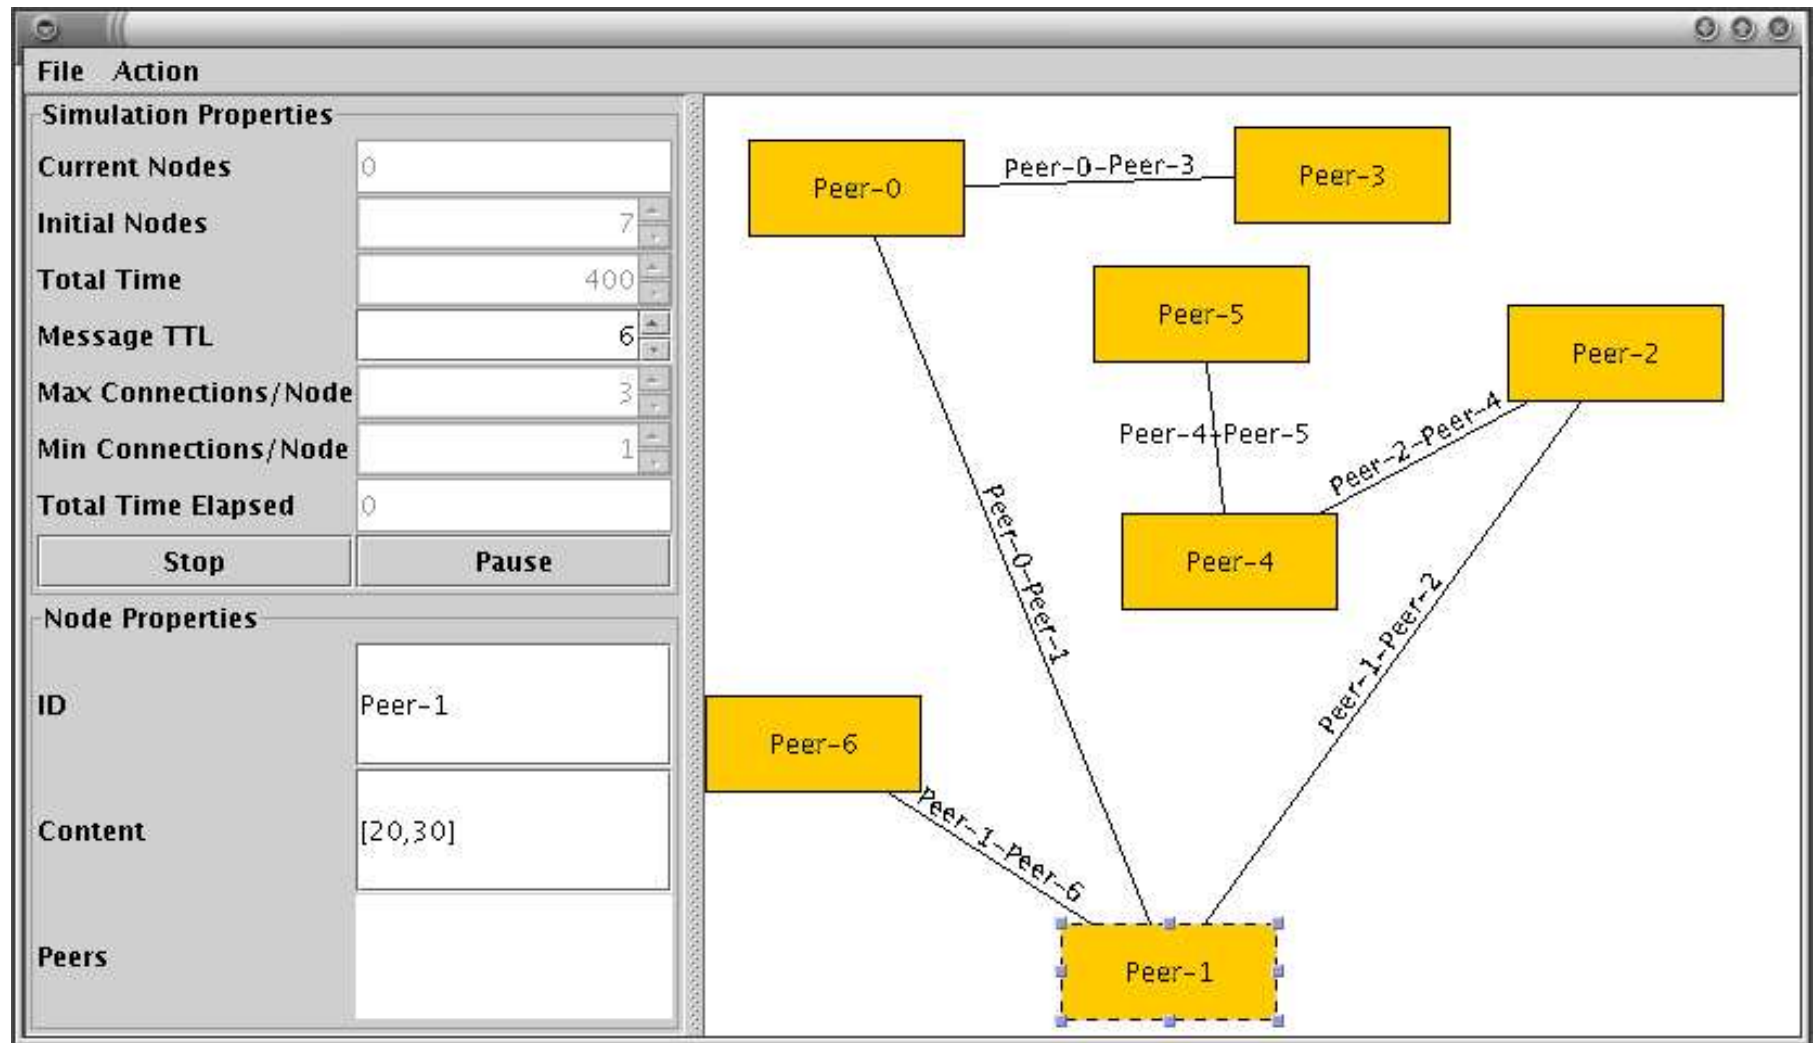 File Action
Simulation Properties
Current Nodes 0
Initial Nodes 7
Total Time 400
Message TTL 6
Max Connections/Node 3
Min Connections/Node 1
Total Time Elapsed 0
Stop Pause
Node Properties
ID Peer-1
Content [20,30]
Peers
Peer-0
Peer-0-Peer-3
Peer-3
Peer-5
Peer-2
Peer-4-Peer-5
Peer-2-Peer-4
Peer-4
Peer-0-Peer-1
Peer-1-Peer-2
Peer-6
Peer-1-Peer-6
Peer-1